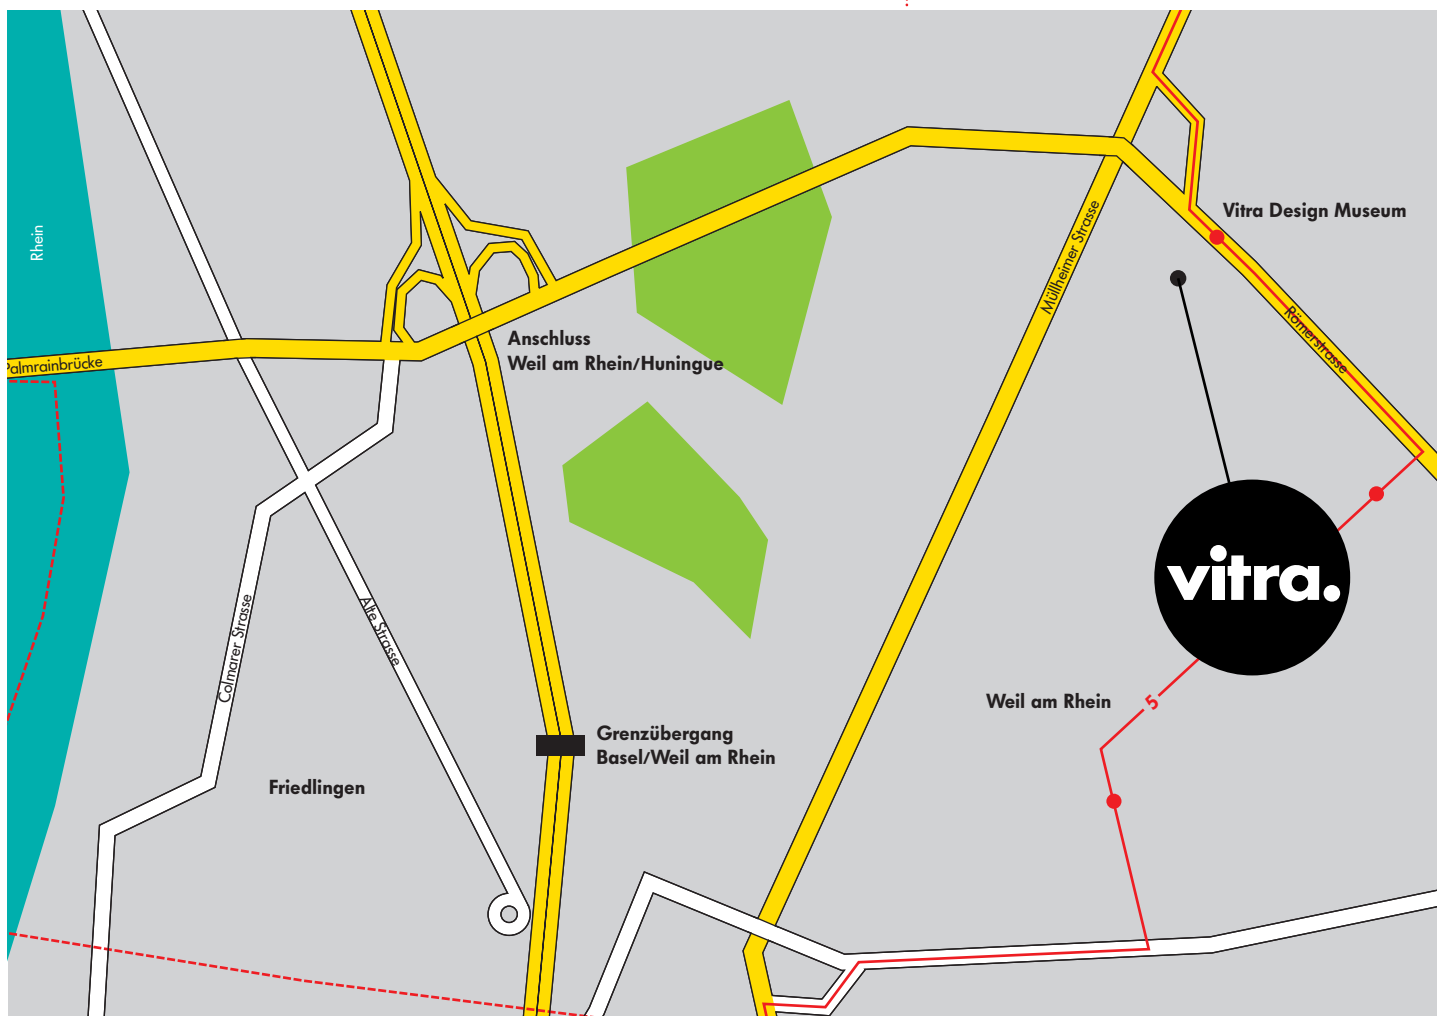 Rhein
Vitra Design Museum
Müllheimer Strasse
Anschluss
Weil am Rhein/Huningue
Römerstrasse
Palmrainbrücke
vitra.
Colmarer Strasse
Alte Strasse
Weil am Rhein
5
Grenzübergang
Basel/Weil am Rhein
Friedlingen